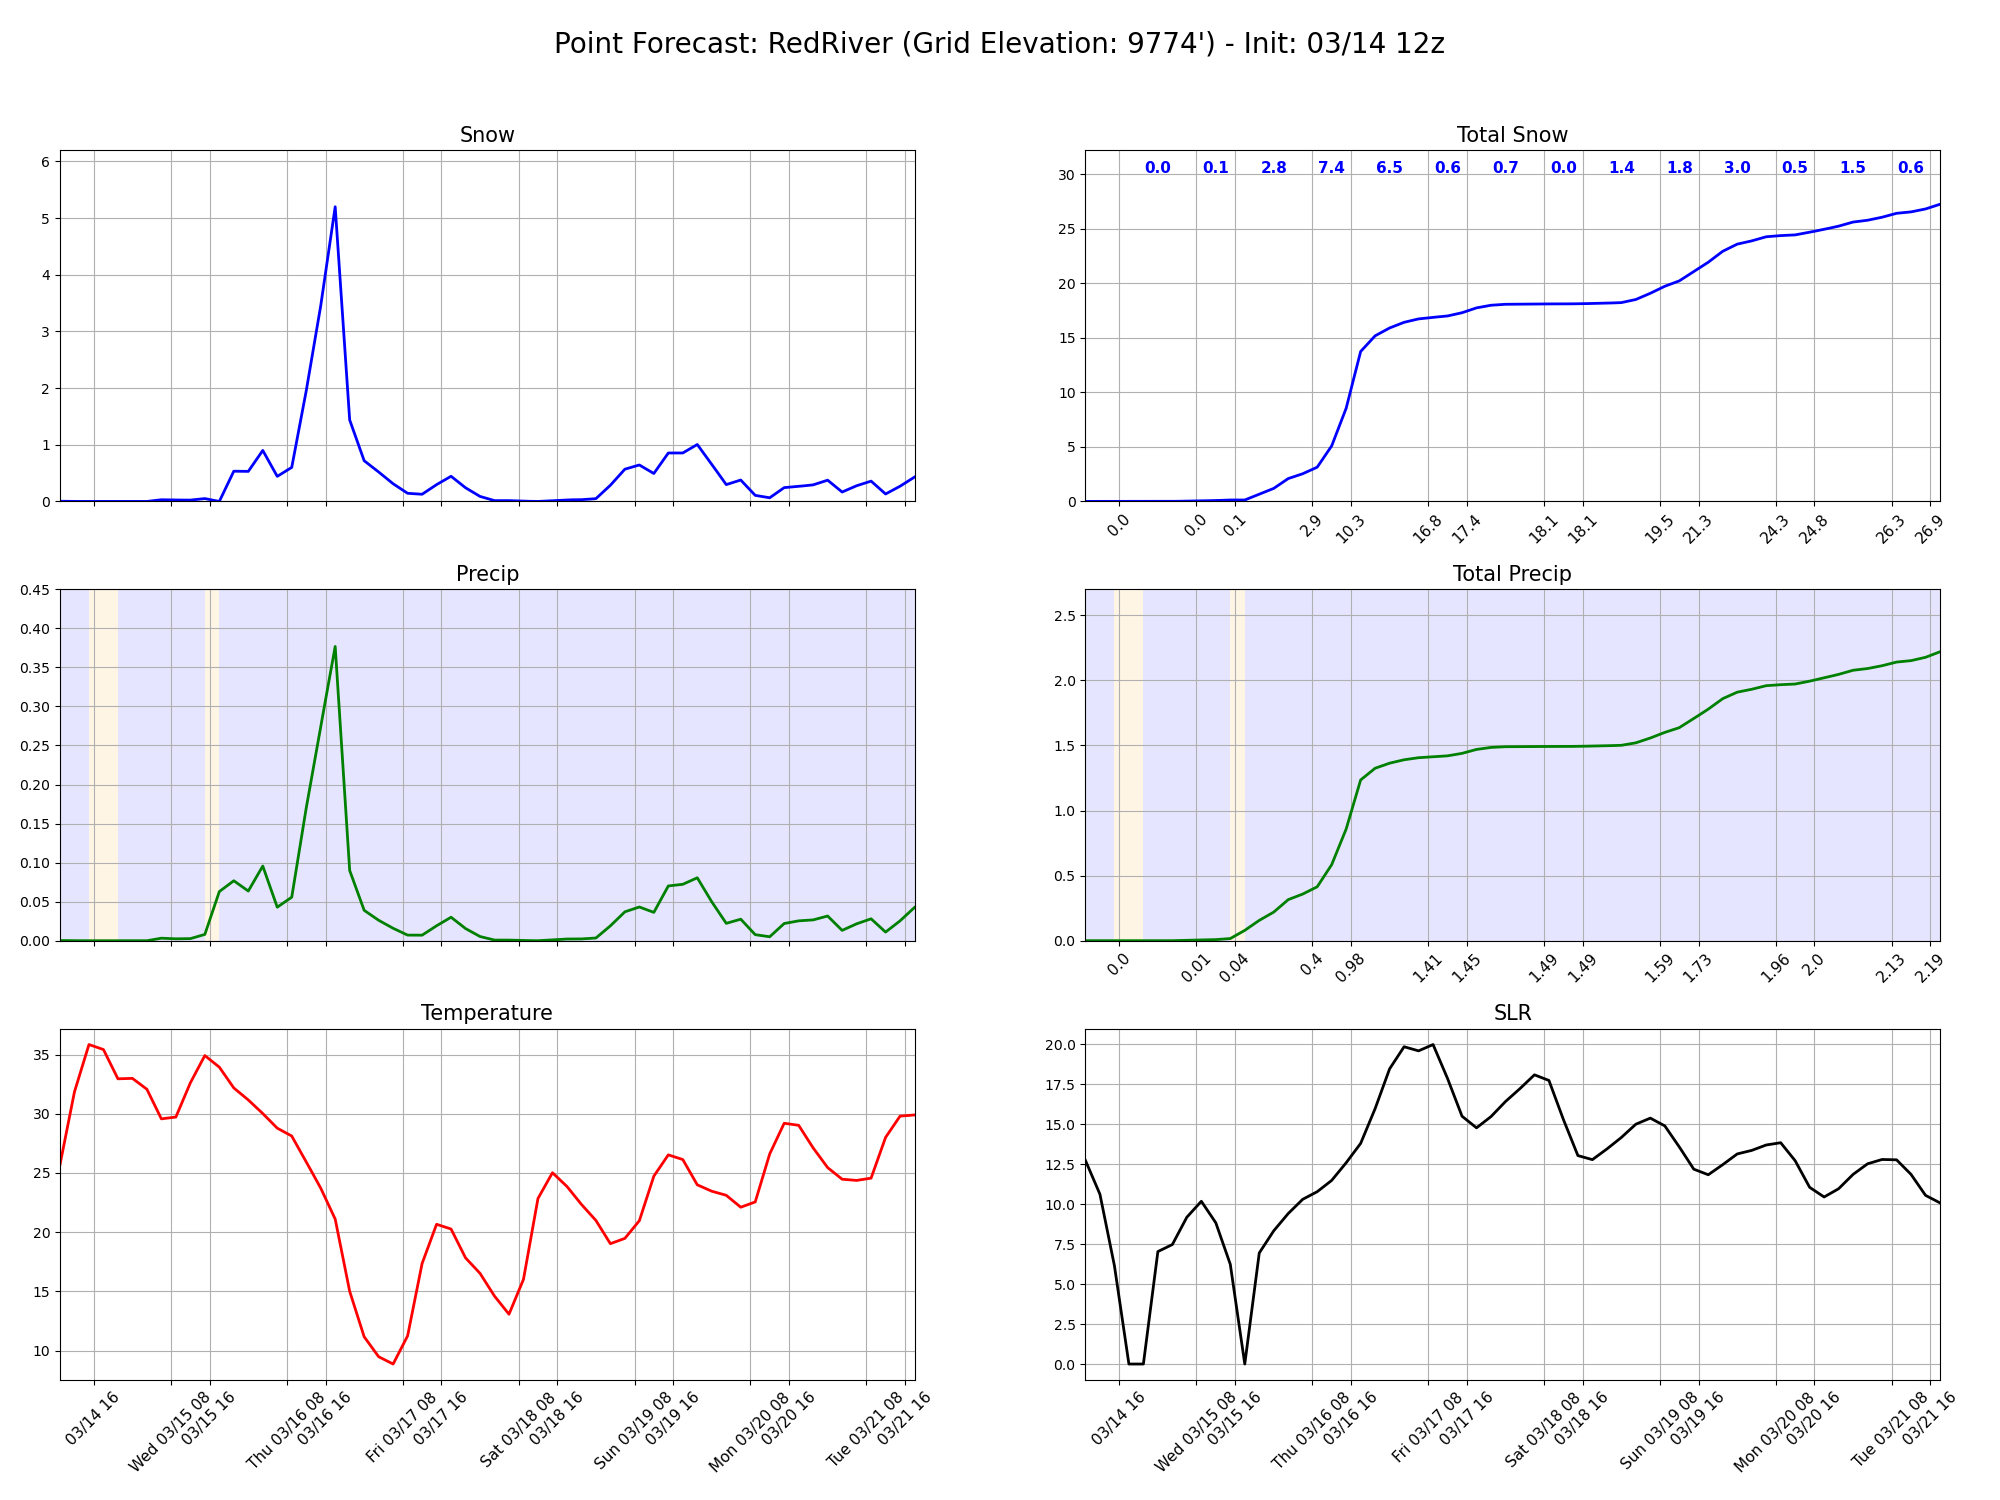 Point Forecast: RedRiver (Grid Elevation: 9774') - Init: 03/14 12z
Snow
6
5
4
3
2
1
0
Total Snow
0.0 0.1 2.8 7.4 6.5 0.6 0.7 0.0 1.4 1.8 3.0 0.5 1.5 0.6
30
25
20
15
10
5
0
0.0 0.0 0.1 2.9 10.3 16.8 17.4 18.1 18.1 19.5 21.3 24.3 24.8 26.3 26.9
Precip
0.45
0.40
0.35
0.30
0.25
0.20
0.15
0.10
0.05
0.00
Total Precip
2.5
2.0
1.5
1.0
0.5
0.0
0.0 0.01 0.04 0.4 0.98 1.41 1.45 1.49 1.49 1.59 1.73 1.96 2.0 2.13 2.19
Temperature
35
30
25
20
15
10
03/14 16
Wed 03/15 08
03/15 16
Thu 03/16 08
03/16 16
Fri 03/17 08
03/17 16
Sat 03/18 08
03/18 16
Sun 03/19 08
03/19 16
Mon 03/20 08
03/20 16
Tue 03/21 08
03/21 16
SLR
20.0
17.5
15.0
12.5
10.0
7.5
5.0
2.5
0.0
03/14 16
Wed 03/15 08
03/15 16
Thu 03/16 08
03/16 16
Fri 03/17 08
03/17 16
Sat 03/18 08
03/18 16
Sun 03/19 08
03/19 16
Mon 03/20 08
03/20 16
Tue 03/21 08
03/21 16